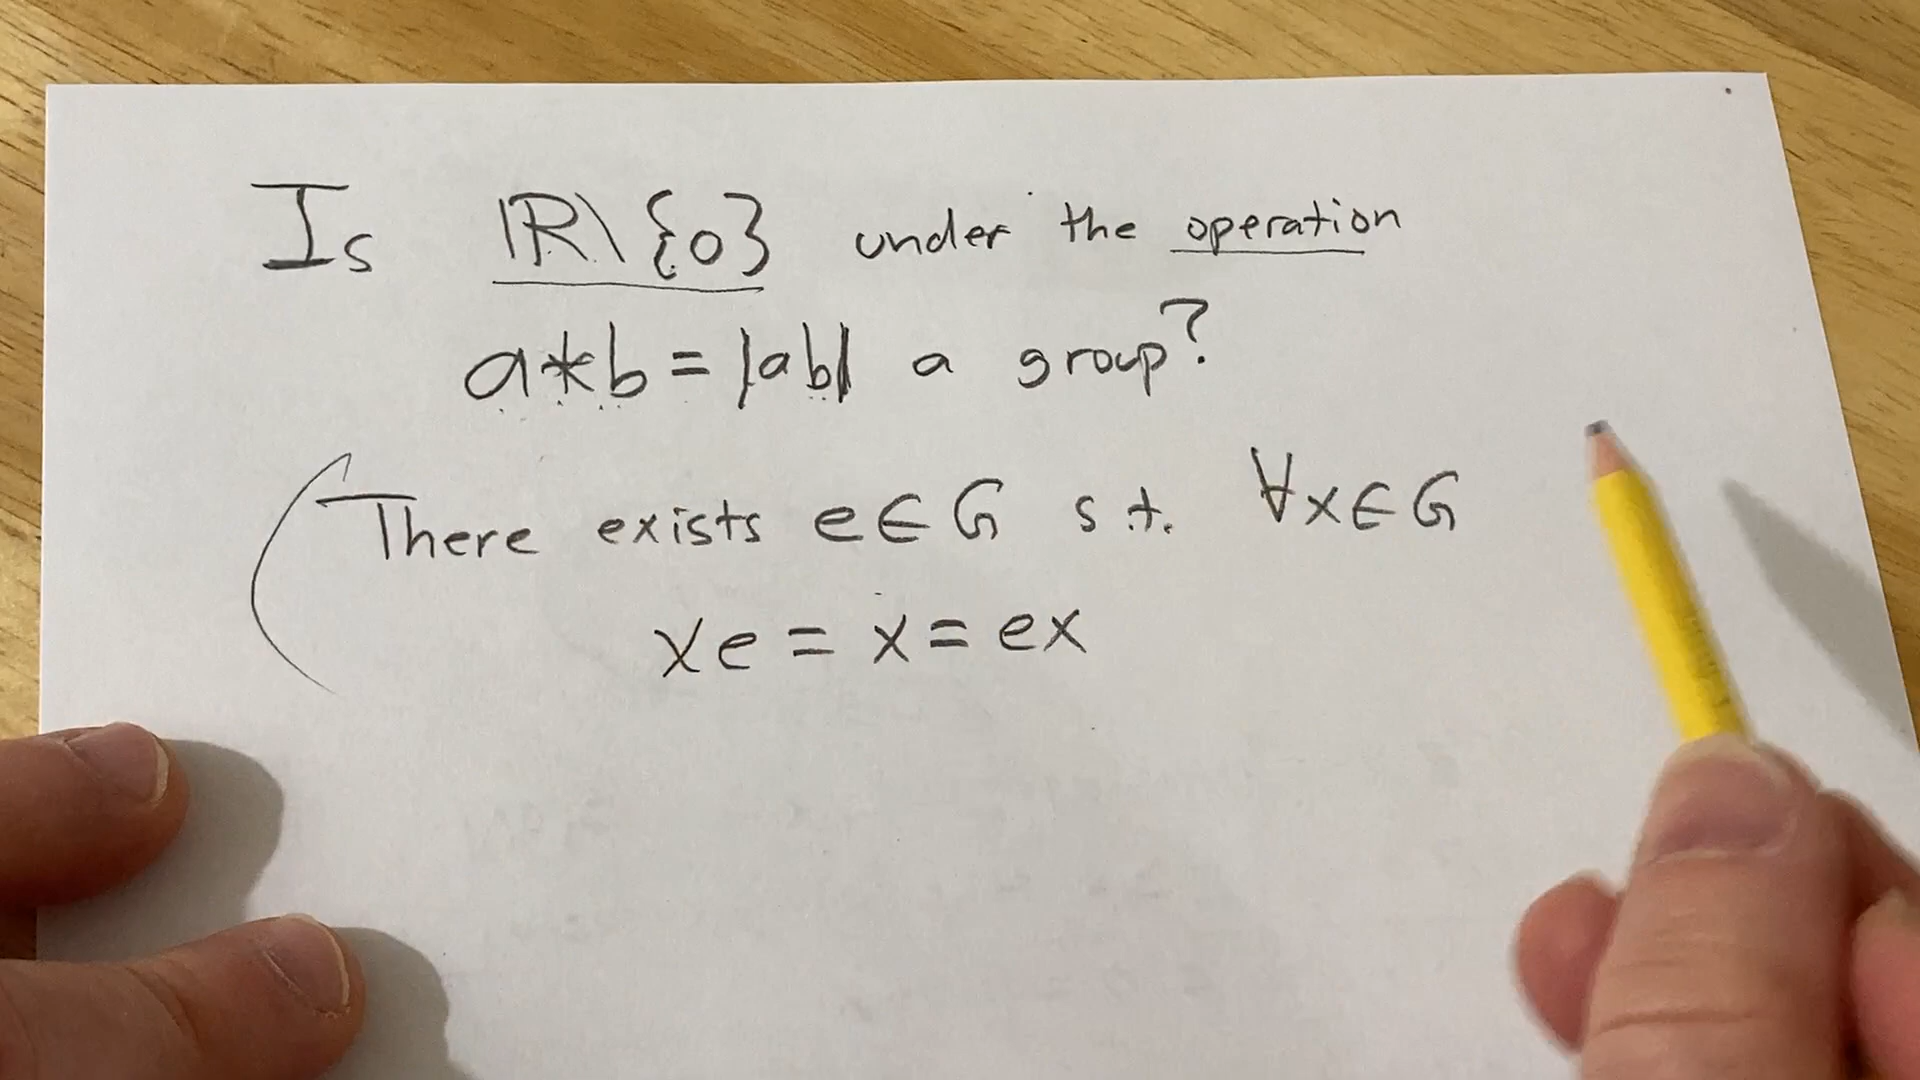 Is ℝ\{0} under the operation
a*b = |ab| a group?
There exists e∈G s.t. ∀x∈G
xe = x = ex